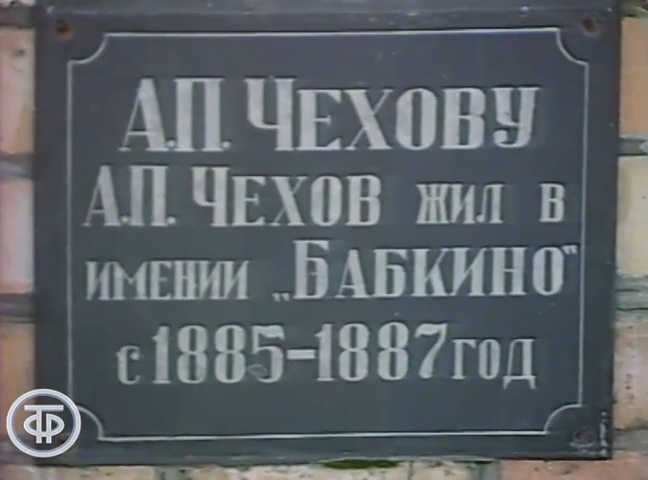 А.П. ЧЕХОВУ
А.П. ЧЕХОВ ЖИЛ В
ИМЕНИИ „БАБКИНО"
С 1885-1887 ГОД